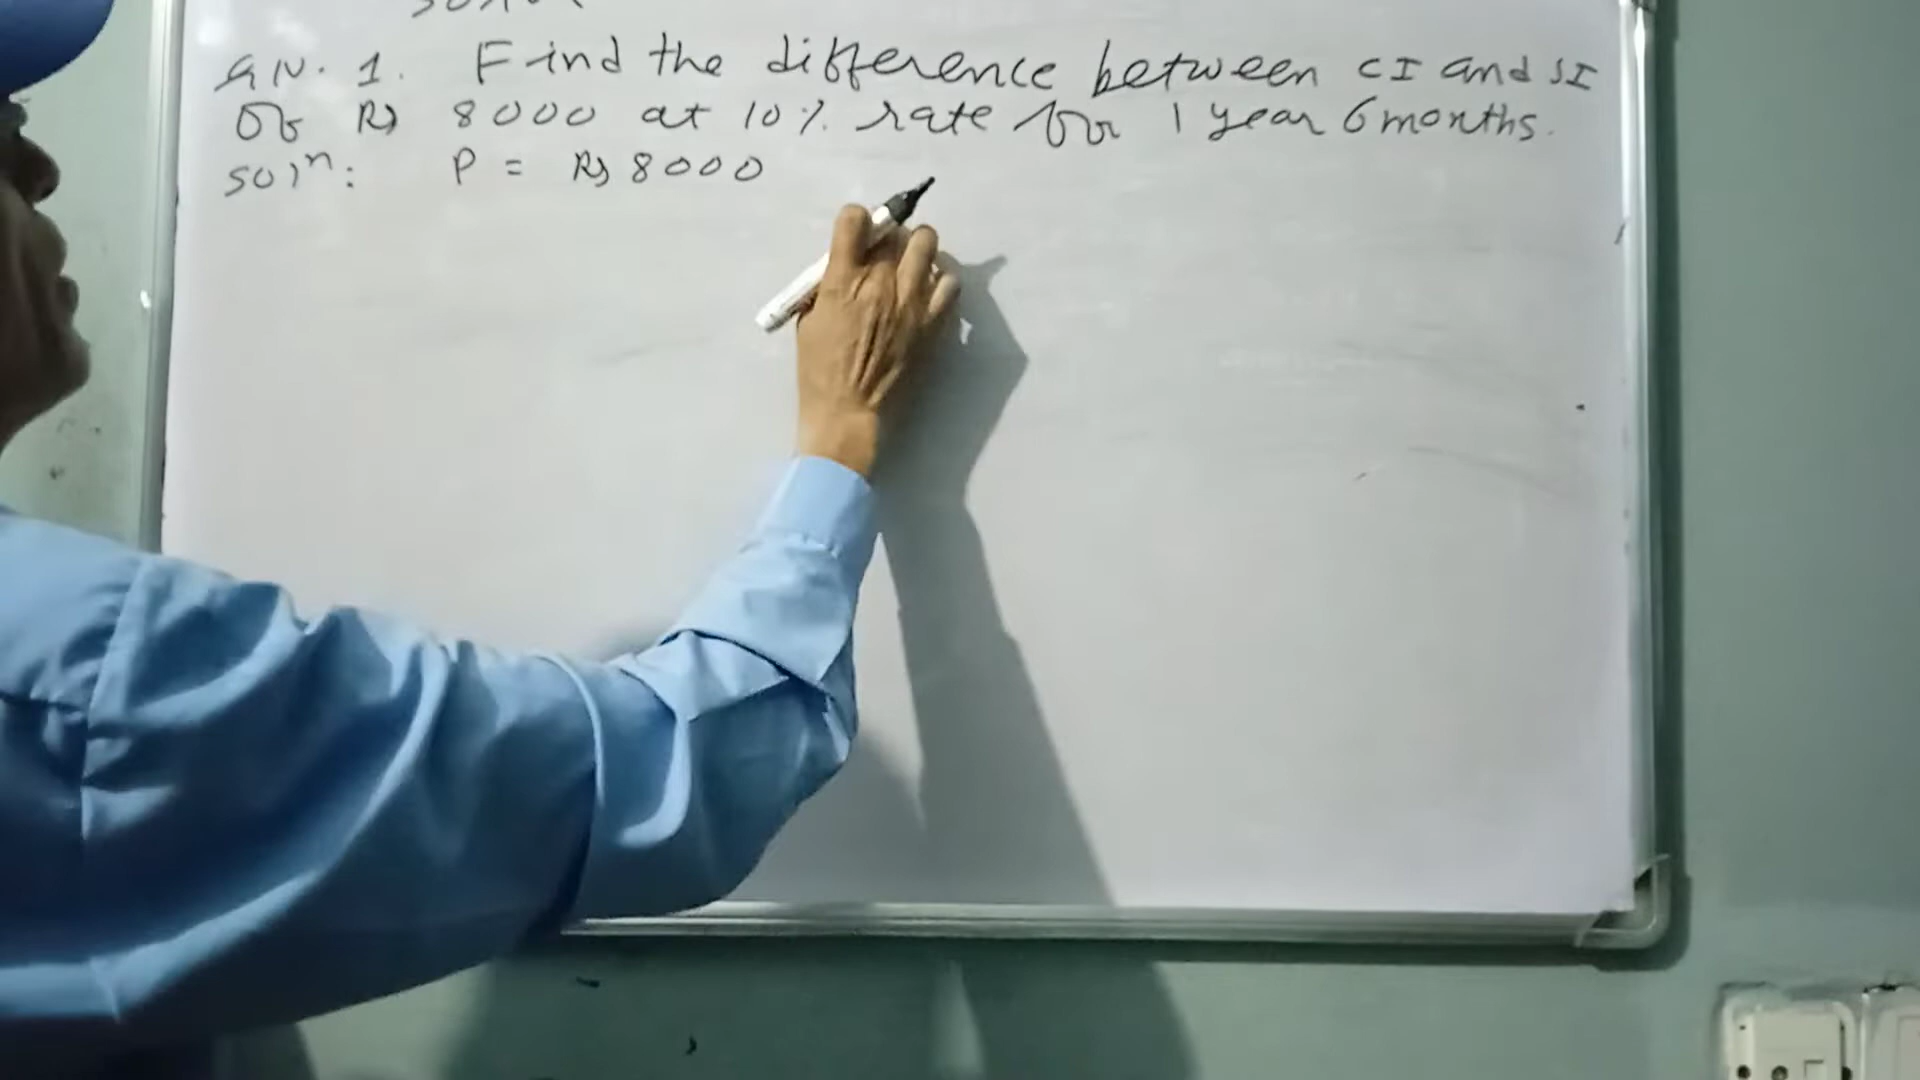 QN. 1. Find the difference between CI and SI
Of Rs 8000 at 10% rate for 1 year 6 months.
Solⁿ: P = Rs 8000